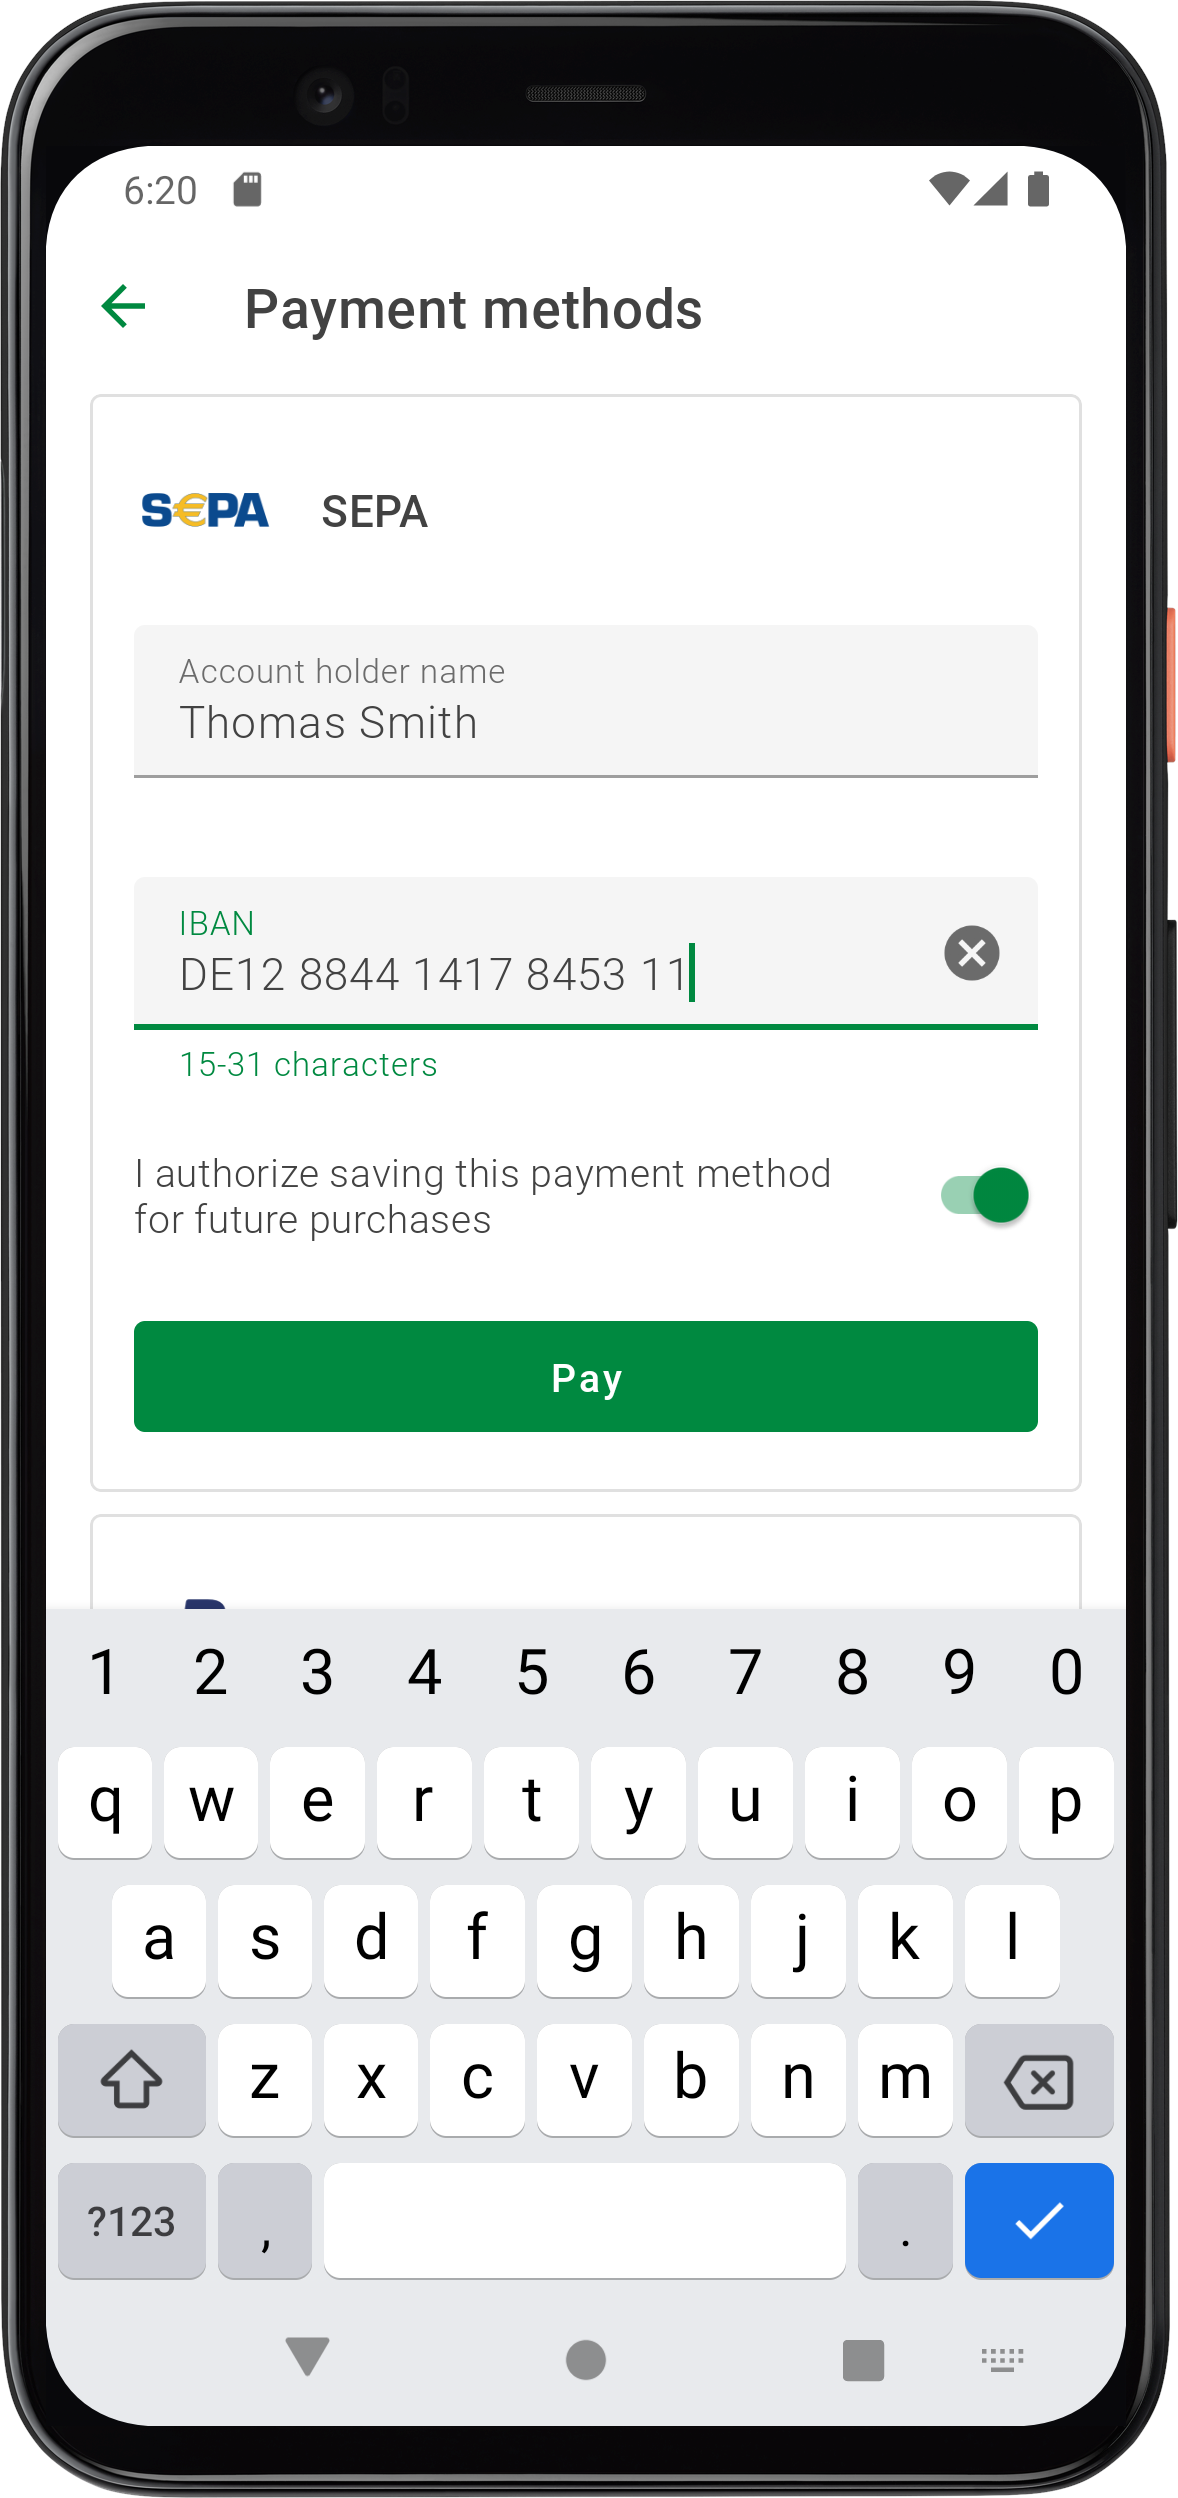 6:20
Payment methods
S€PA SEPA
Account holder name
Thomas Smith
IBAN
DE12 8844 1417 8453 11
15-31 characters
I authorize saving this payment method
for future purchases
Pay
1 2 3 4 5 6 7 8 9 0
q w e r t y u i o p
a s d f g h j k l
z x c v b n m
?123 , .